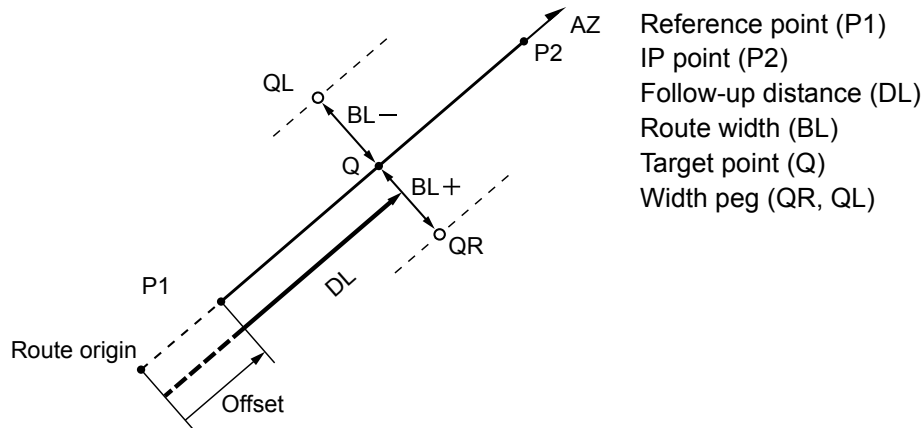 AZ
P2
QL
BL−
Q
BL+
QR
DL
P1
Route origin
Offset
Reference point (P1)
IP point (P2)
Follow-up distance (DL)
Route width (BL)
Target point (Q)
Width peg (QR, QL)